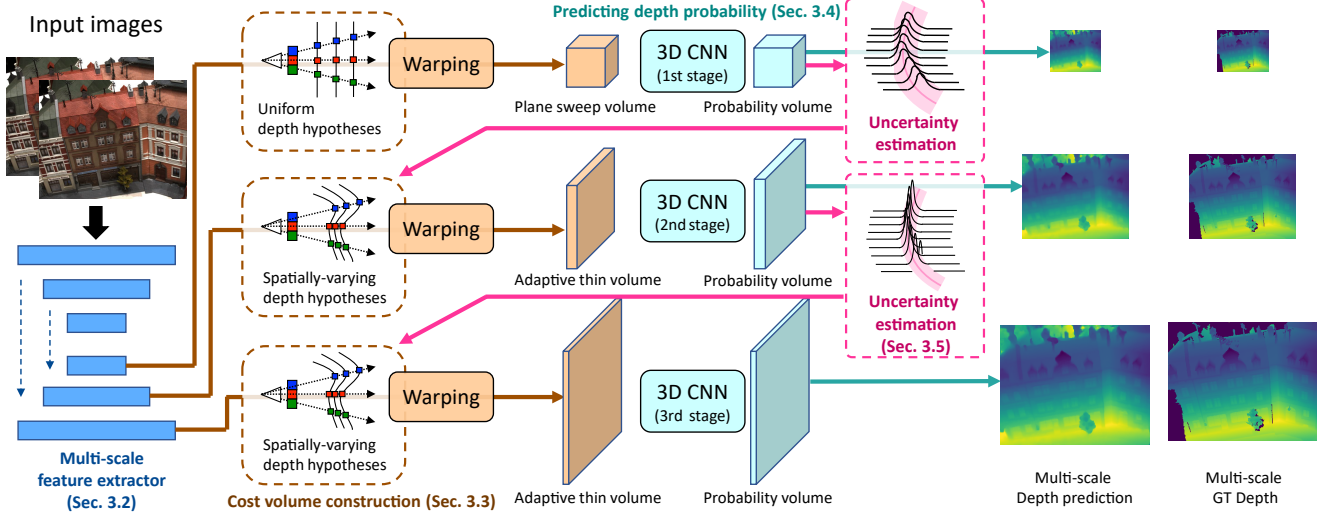 Input images
Predicting depth probability (Sec. 3.4)
Uniform
depth hypotheses
Warping
Plane sweep volume
3D CNN
(1st stage)
Probability volume
Uncertainty
estimation
Spatially-varying
depth hypotheses
Warping
Adaptive thin volume
3D CNN
(2nd stage)
Probability volume
Uncertainty
estimation
(Sec. 3.5)
Spatially-varying
depth hypotheses
Warping
Adaptive thin volume
3D CNN
(3rd stage)
Probability volume
Multi-scale
feature extractor
(Sec. 3.2)
Cost volume construction (Sec. 3.3)
Multi-scale
Depth prediction
Multi-scale
GT Depth